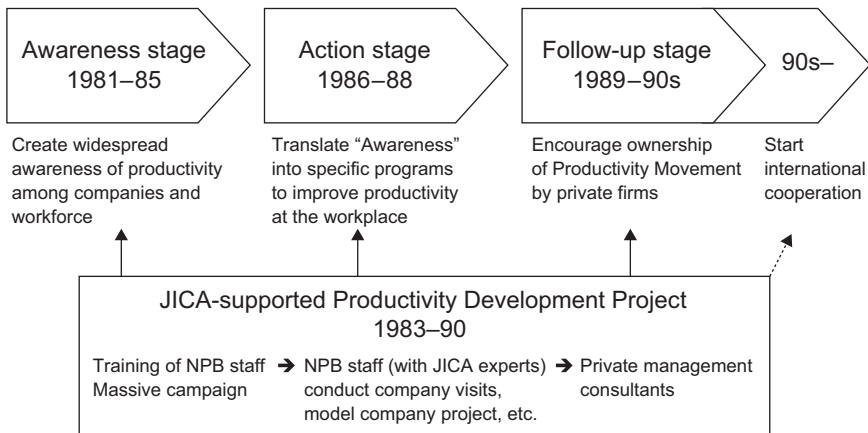 Awareness stage
1981–85
Action stage
1986–88
Follow-up stage
1989–90s
90s–
Create widespread
awareness of productivity
among companies and
workforce
Translate “Awareness”
into specific programs
to improve productivity
at the workplace
Encourage ownership
of Productivity Movement
by private firms
Start
international
cooperation
JICA-supported Productivity Development Project
1983–90
Training of NPB staff
Massive campaign
➔ NPB staff (with JICA experts)
conduct company visits,
model company project, etc.
➔ Private management
consultants